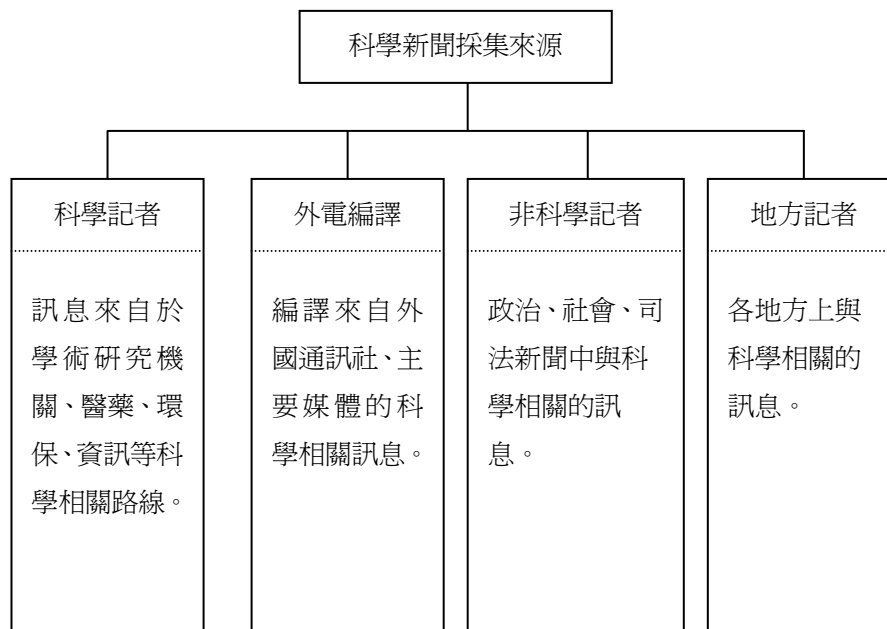 科學新聞採集來源
科學記者
訊息來自於
學術研究機
關、醫藥、環
保、資訊等科
學相關路線。
外電編譯
編譯來自外
國通訊社、主
要媒體的科
學相關訊息。
非科學記者
政治、社會、司
法新聞中與科
學相關的訊
息。
地方記者
各地方上與
科學相關的
訊息。